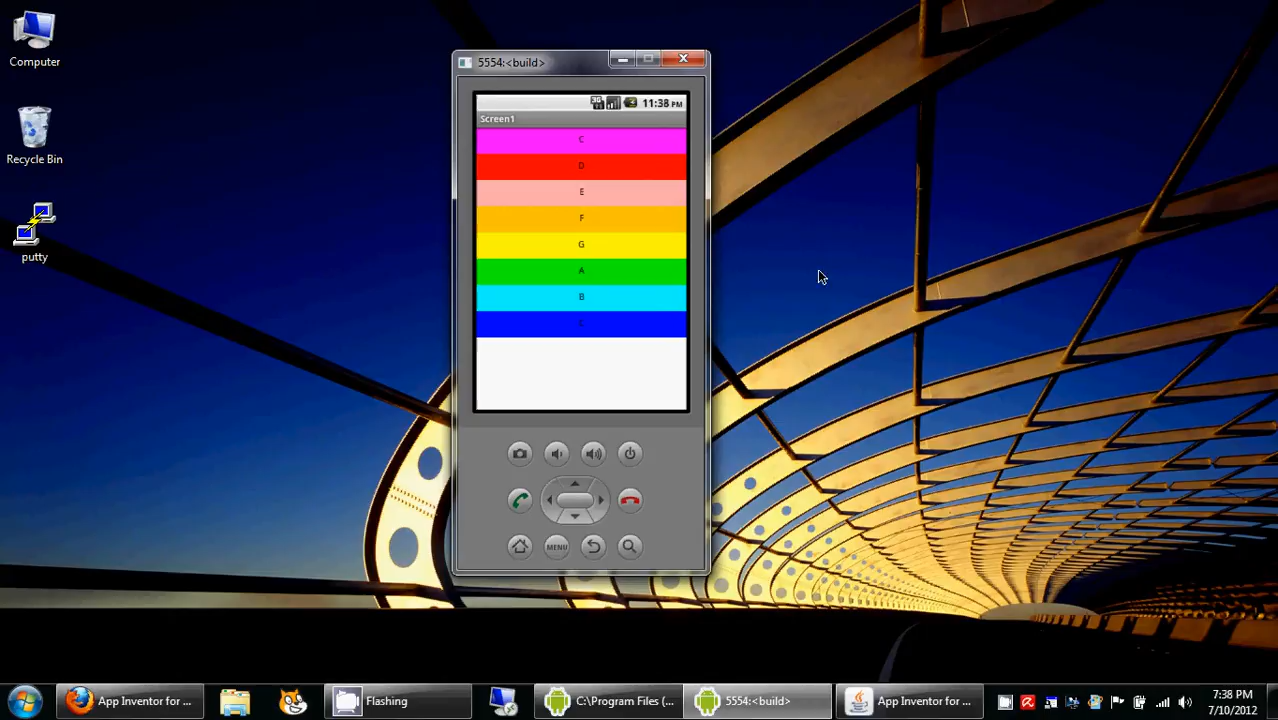 Computer
Recycle Bin
putty
5554:<build>
3G
11:38 PM
Screen1
C
D
E
F
G
A
B
C
MENU
App Inventor for ...
Flashing
C:\Program Files (...
5554:<build>
App Inventor for ...
7:38 PM
7/10/2012